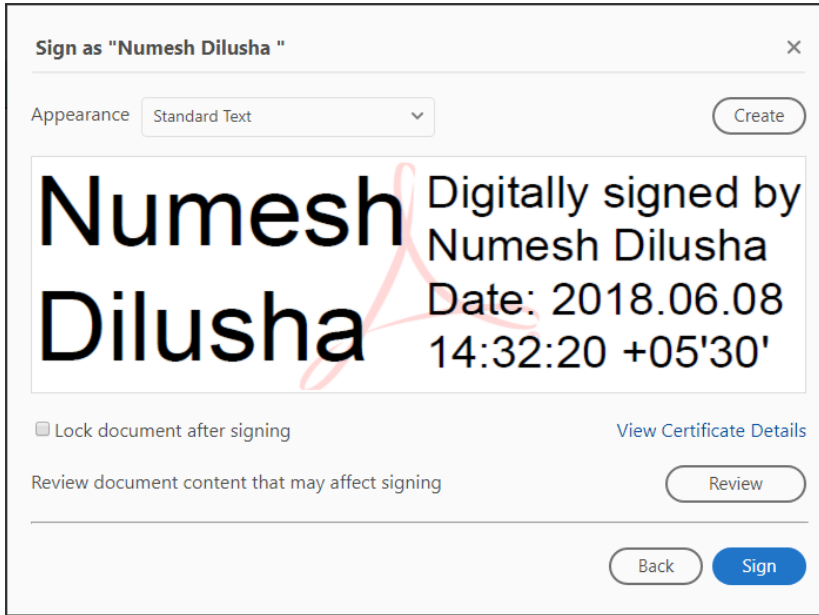 Sign as "Numesh Dilusha "
Appearance Standard Text Create
Numesh
Dilusha
Digitally signed by
Numesh Dilusha
Date: 2018.06.08
14:32:20 +05'30'
Lock document after signing View Certificate Details
Review document content that may affect signing Review
Back Sign